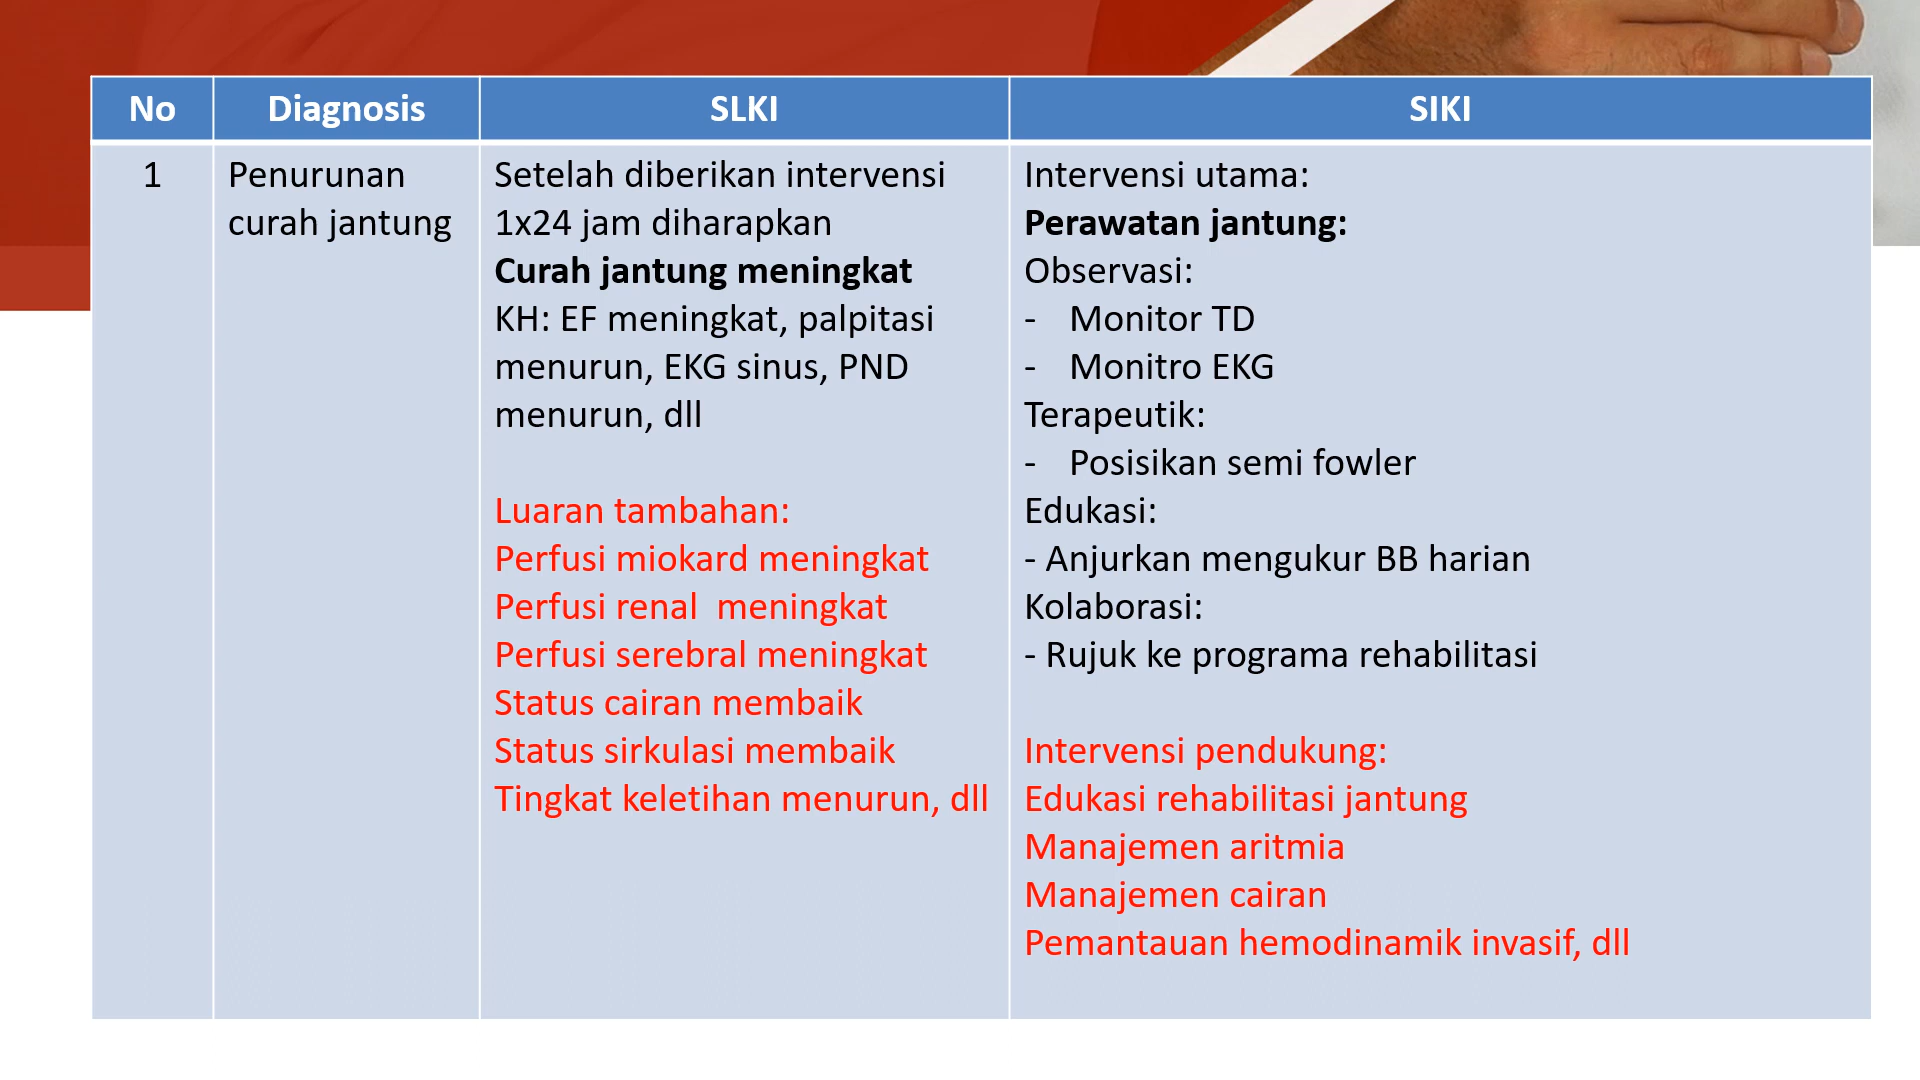 No
Diagnosis
SLKI
SIKI
1
Penurunan
curah jantung
Setelah diberikan intervensi
1x24 jam diharapkan
Curah jantung meningkat
KH: EF meningkat, palpitasi
menurun, EKG sinus, PND
menurun, dll
Luaran tambahan:
Perfusi miokard meningkat
Perfusi renal  meningkat
Perfusi serebral meningkat
Status cairan membaik
Status sirkulasi membaik
Tingkat keletihan menurun, dll
Intervensi utama:
Perawatan jantung:
Observasi:
- Monitor TD
- Monitro EKG
Terapeutik:
- Posisikan semi fowler
Edukasi:
- Anjurkan mengukur BB harian
Kolaborasi:
- Rujuk ke programa rehabilitasi
Intervensi pendukung:
Edukasi rehabilitasi jantung
Manajemen aritmia
Manajemen cairan
Pemantauan hemodinamik invasif, dll